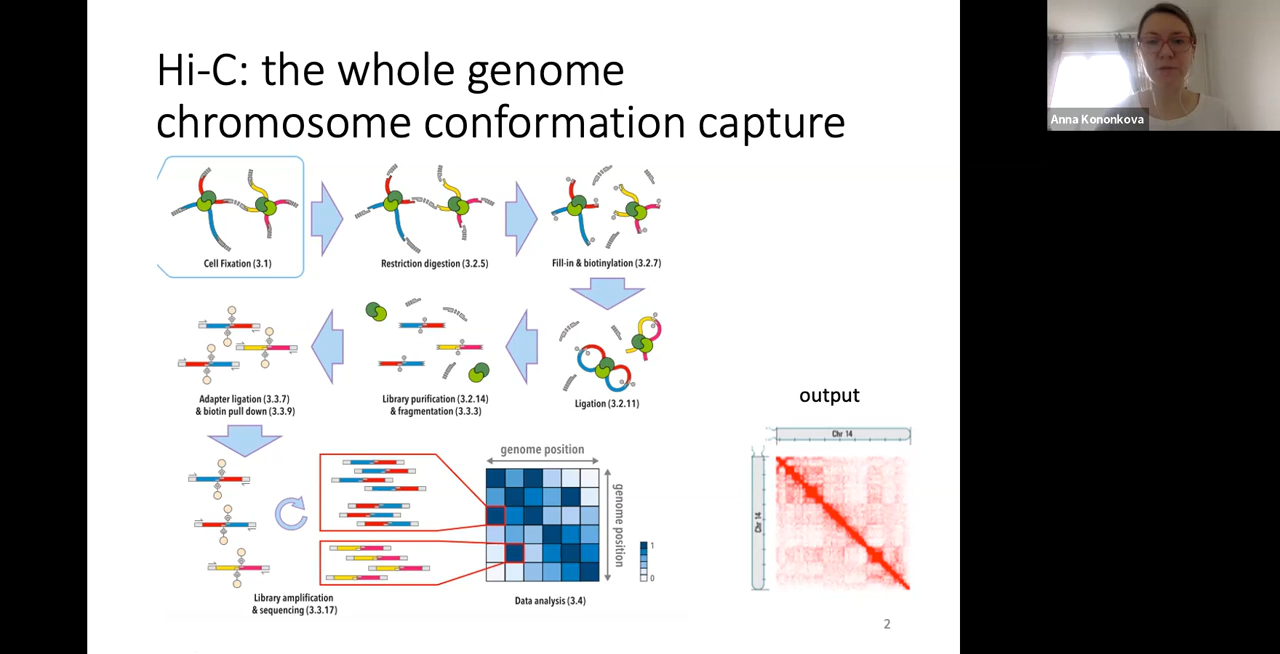 Hi-C: the whole genome
chromosome conformation capture
Anna Kononkova
Cell Fixation (3.1)
Restriction digestion (3.2.5)
Fill-in & biotinylation (3.2.7)
Adapter ligation (3.3.7)
& biotin pull down (3.3.9)
Library purification (3.2.14)
& fragmentation (3.3.3)
Ligation (3.2.11)
output
Chr 14
Chr 14
genome position
genome position
1
0
Library amplification
& sequencing (3.3.17)
Data analysis (3.4)
2